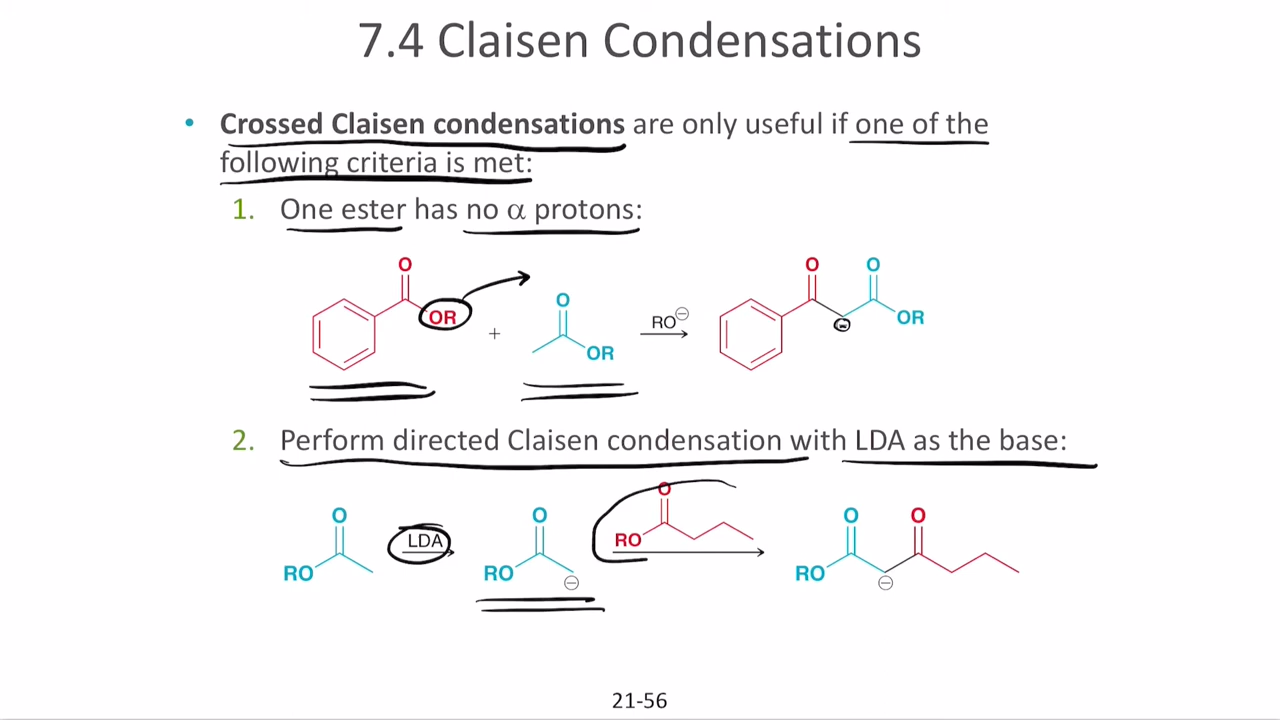 7.4 Claisen Condensations
• Crossed Claisen condensations are only useful if one of the
following criteria is met:
1. One ester has no α protons:
O
OR
+
O
OR
RO⊖
O O
OR
⊖
2. Perform directed Claisen condensation with LDA as the base:
O
RO
LDA
O
RO
⊖
O
RO
O O
RO
⊖
21-56